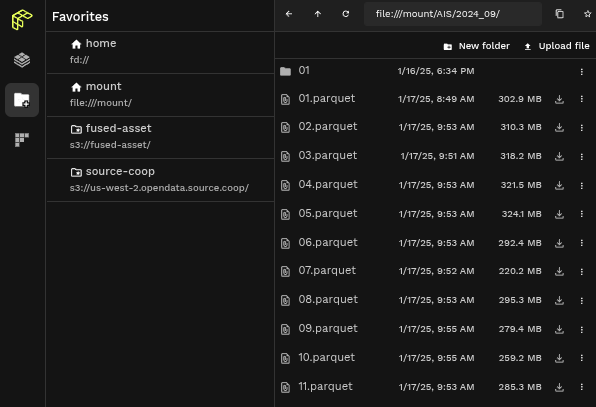 Favorites
home
fd://
mount
file:///mount/
fused-asset
s3://fused-asset/
source-coop
s3://us-west-2.opendata.source.coop/
file:///mount/AIS/2024_09/
New folder Upload file
01 1/16/25, 6:34 PM
01.parquet 1/17/25, 8:49 AM 302.9 MB
02.parquet 1/17/25, 9:53 AM 310.3 MB
03.parquet 1/17/25, 9:51 AM 318.2 MB
04.parquet 1/17/25, 9:53 AM 321.5 MB
05.parquet 1/17/25, 9:53 AM 324.1 MB
06.parquet 1/17/25, 9:53 AM 292.4 MB
07.parquet 1/17/25, 9:52 AM 220.2 MB
08.parquet 1/17/25, 9:53 AM 295.3 MB
09.parquet 1/17/25, 9:55 AM 279.4 MB
10.parquet 1/17/25, 9:55 AM 259.2 MB
11.parquet 1/17/25, 9:53 AM 285.3 MB